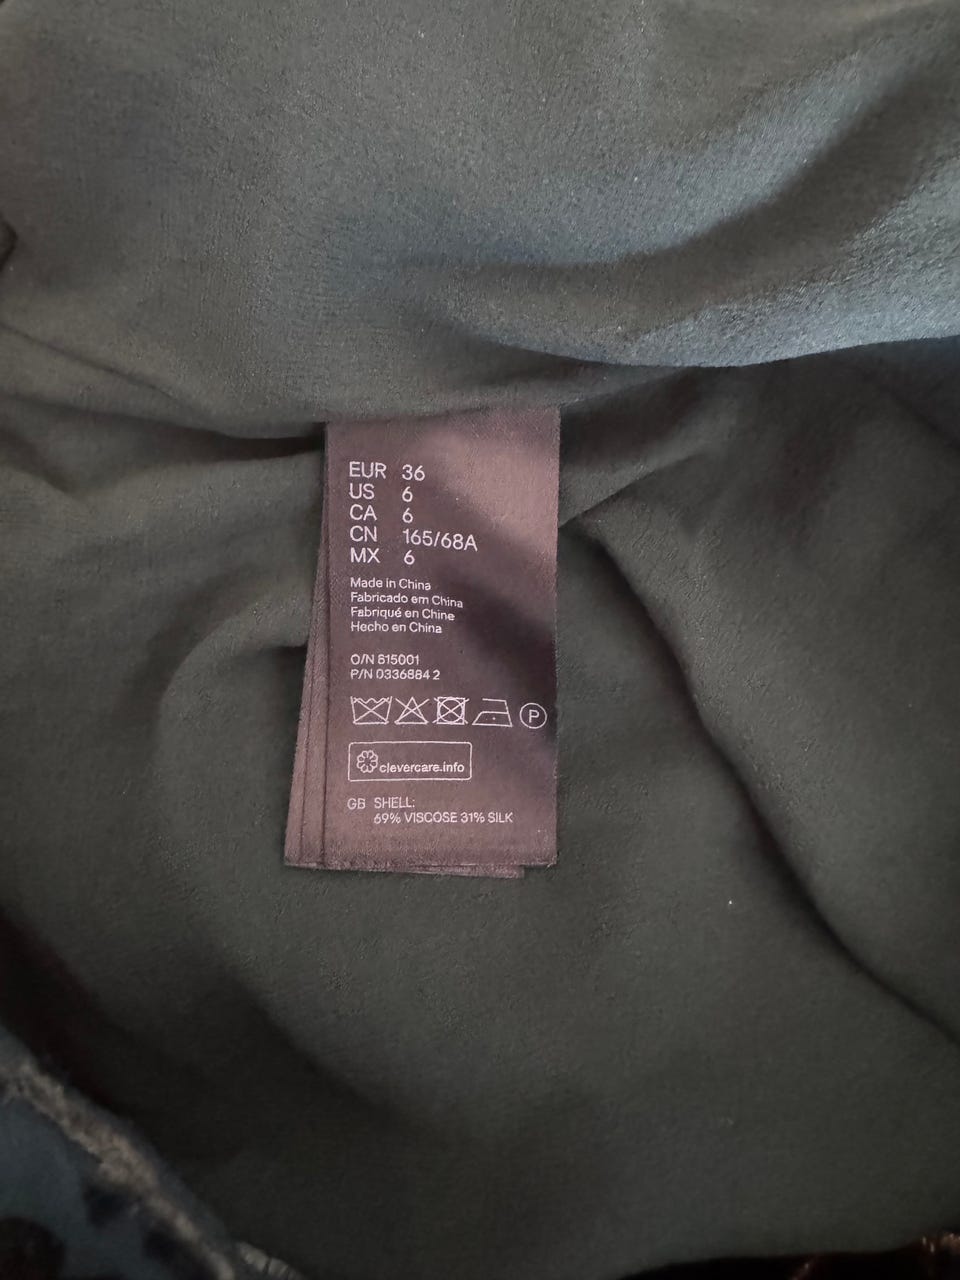 EUR 36
US 6
CA 6
CN 165/68A
MX 6
Made in China
Fabricado em China
Fabriqué en Chine
Hecho en China
O/N 615001
P/N 0336884 2
P
clevercare.info
GB SHELL:
69% VISCOSE 31% SILK